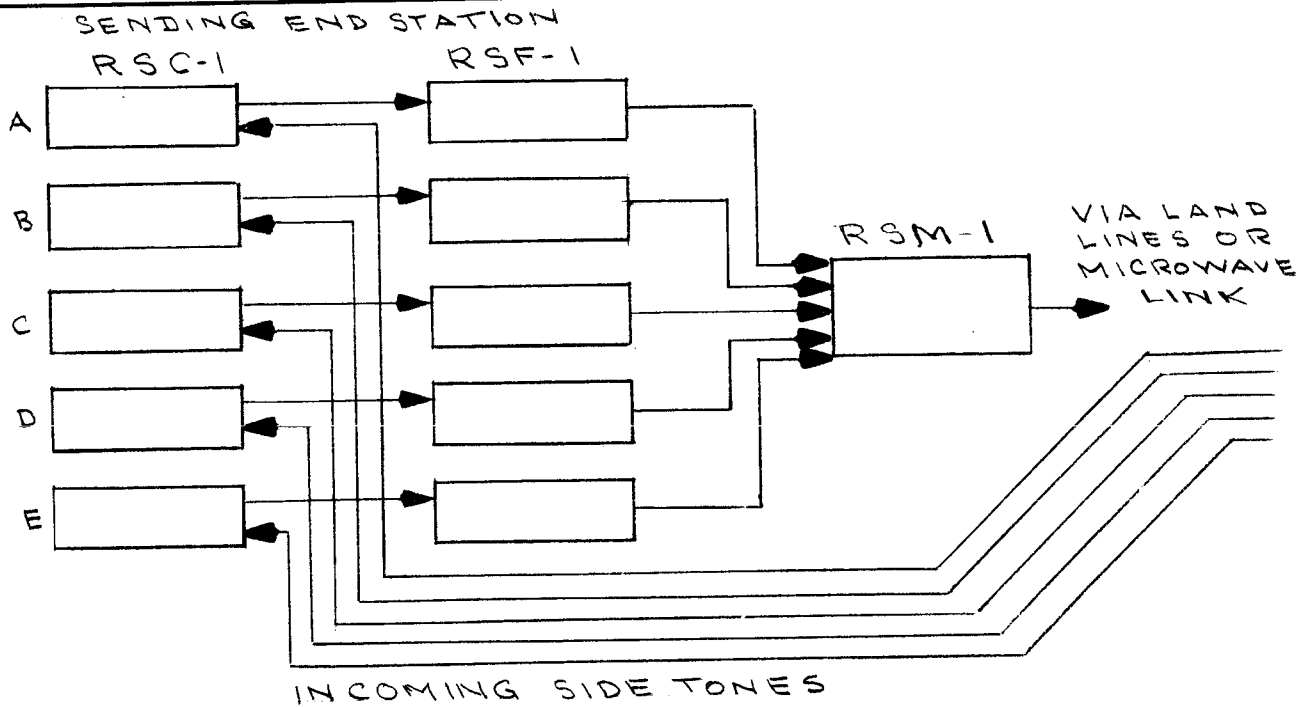 SENDING END STATION
RSC-1
RSF-1
A
B
C
D
E
RSM-1
VIA LAND
LINES OR
MICROWAVE
LINK
INCOMING SIDE TONES